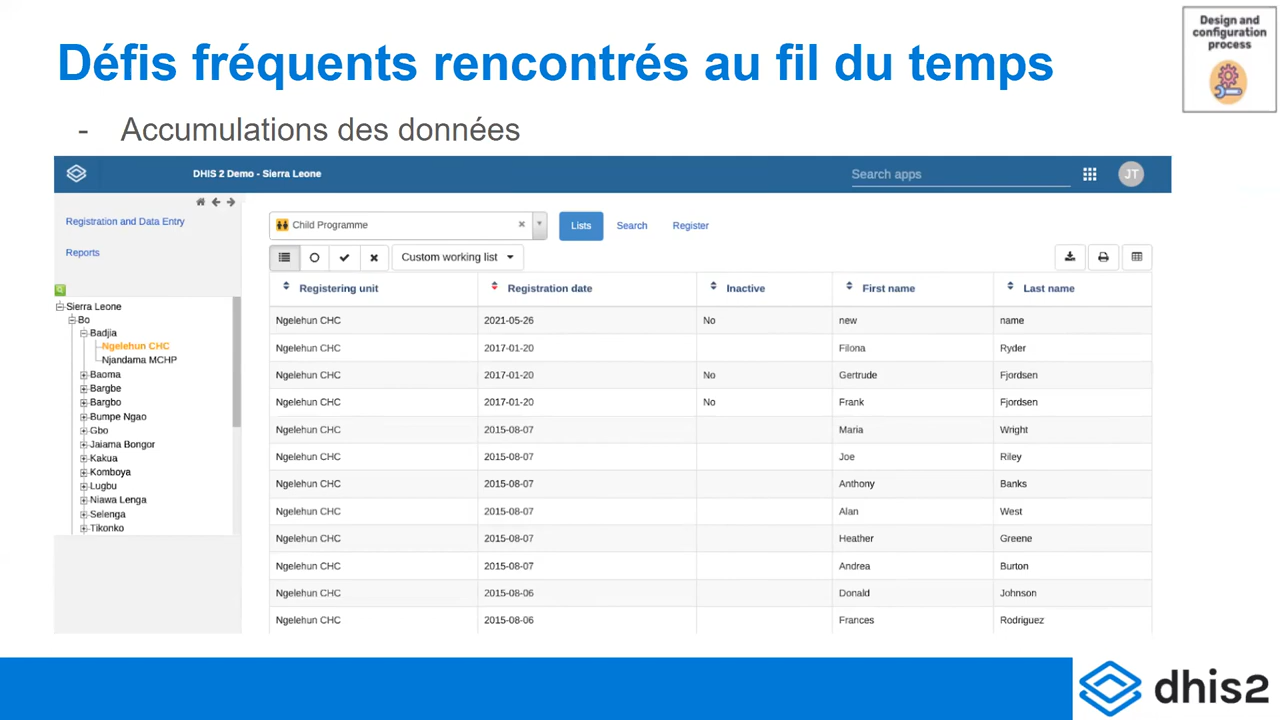 Défis fréquents rencontrés au fil du temps
Design and
configuration
process
- Accumulations des données
DHIS 2 Demo - Sierra Leone
Search apps
JT
Registration and Data Entry
Reports
Sierra Leone
Bo
Badjia
Ngelehun CHC
Njandama MCHP
Baoma
Bargbe
Bargbo
Bumpe Ngao
Gbo
Jaiama Bongor
Kakua
Komboya
Lugbu
Niawa Lenga
Selenga
Tikonko
Child Programme
Lists
Search
Register
Custom working list
Registering unit Registration date Inactive First name Last name
Ngelehun CHC 2021-05-26 No new name
Ngelehun CHC 2017-01-20 Filona Ryder
Ngelehun CHC 2017-01-20 No Gertrude Fjordsen
Ngelehun CHC 2017-01-20 No Frank Fjordsen
Ngelehun CHC 2015-08-07 Maria Wright
Ngelehun CHC 2015-08-07 Joe Riley
Ngelehun CHC 2015-08-07 Anthony Banks
Ngelehun CHC 2015-08-07 Alan West
Ngelehun CHC 2015-08-07 Heather Greene
Ngelehun CHC 2015-08-07 Andrea Burton
Ngelehun CHC 2015-08-06 Donald Johnson
Ngelehun CHC 2015-08-06 Frances Rodriguez
dhis2